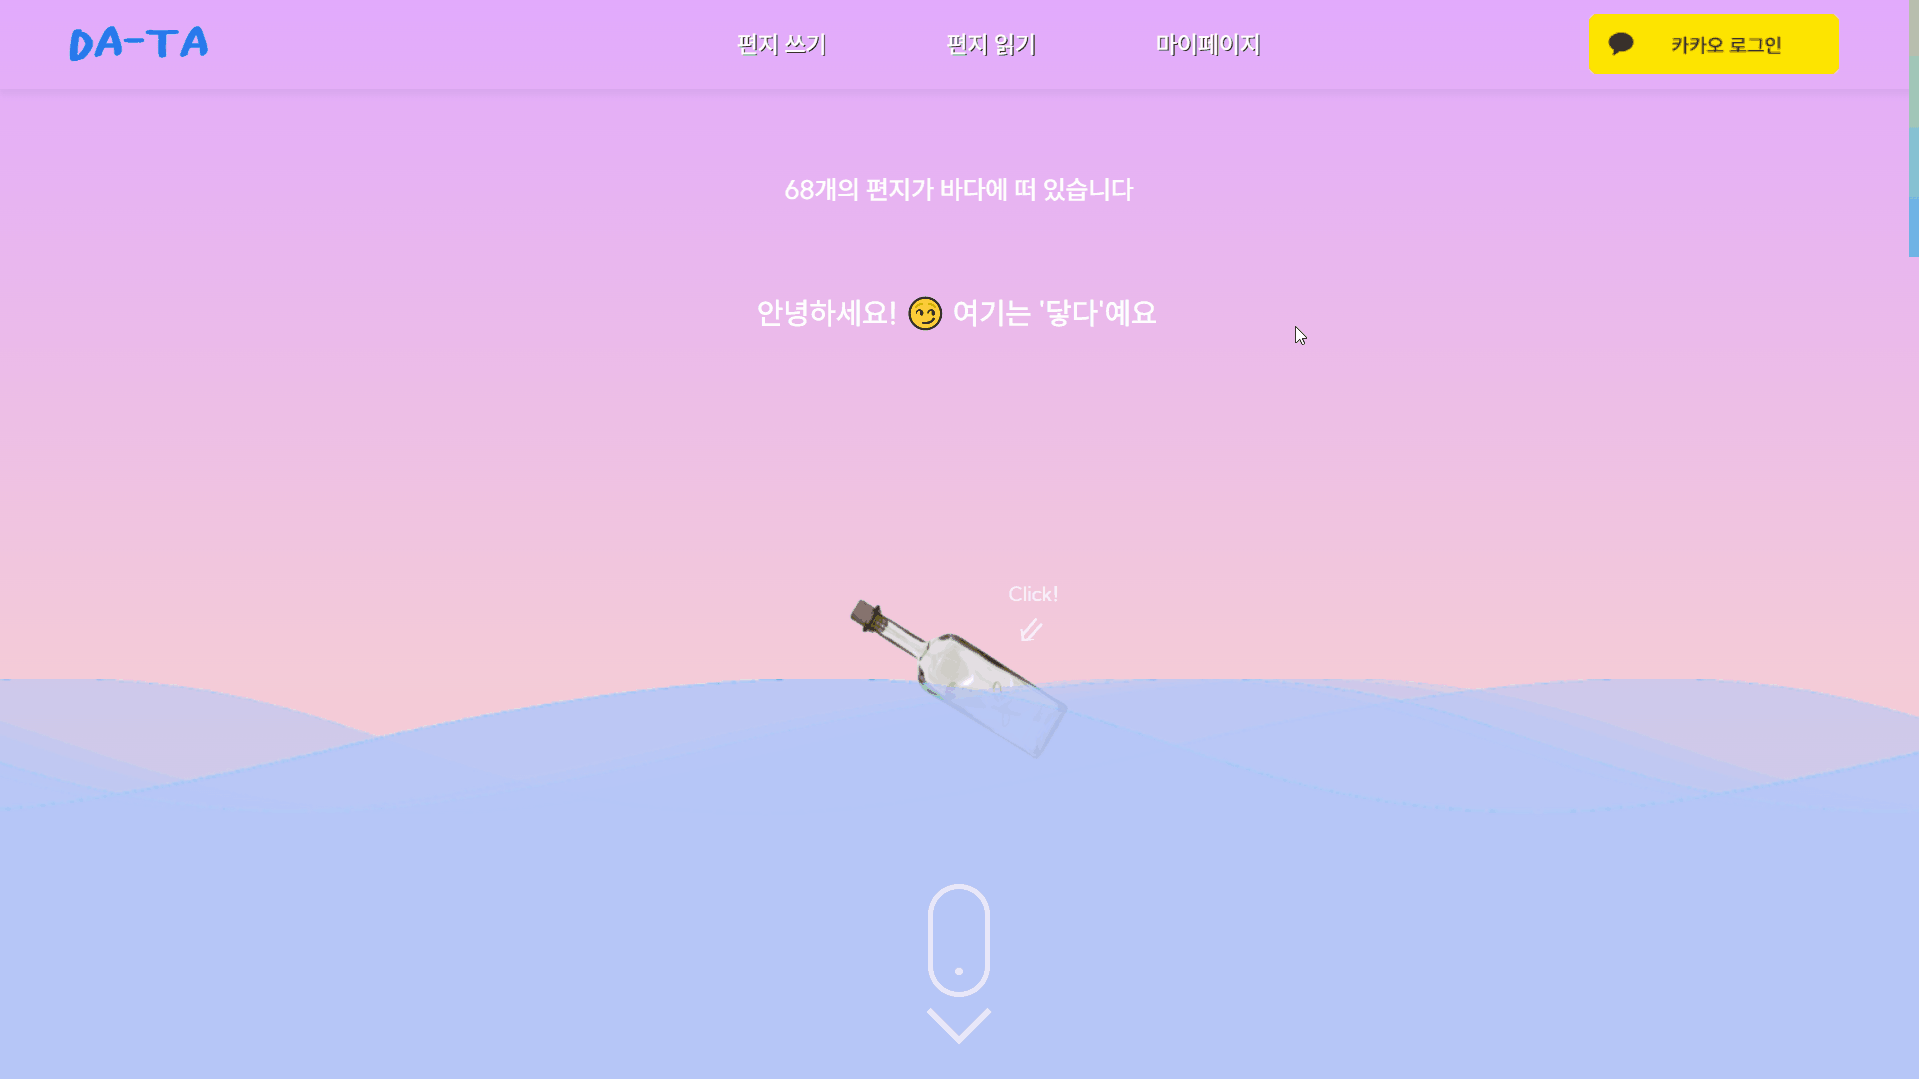 DA-TA
편지 쓰기
편지 읽기
마이페이지
카카오 로그인
68개의 편지가 바다에 떠 있습니다
안녕하세요! 😏 여기는 '닿다'예요
Click!